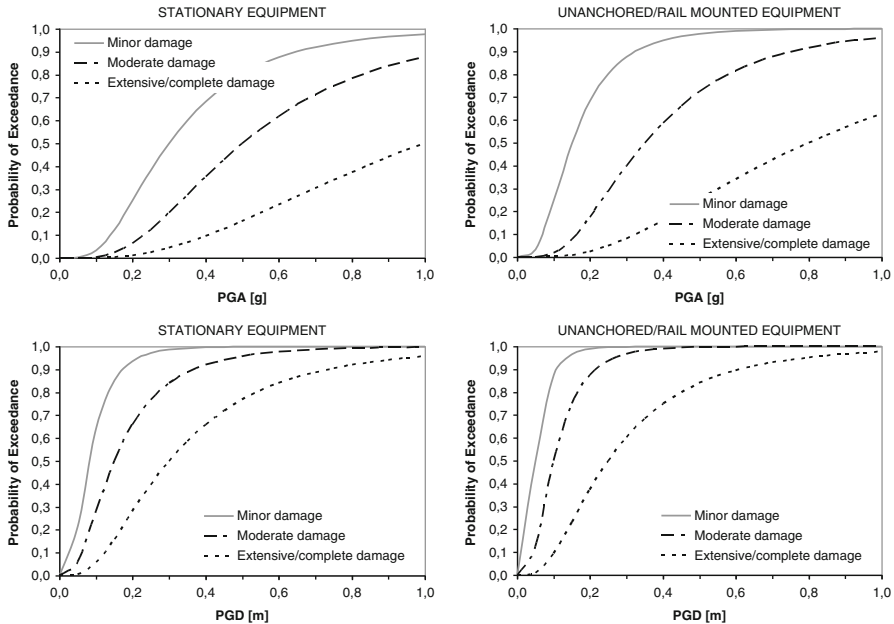 STATIONARY EQUIPMENT
Probability of Exceedance
1,0
0,9
0,8
0,7
0,6
0,5
0,4
0,3
0,2
0,1
0,0
Minor damage
Moderate damage
Extensive/complete damage
0,0 0,2 0,4 0,6 0,8 1,0
PGA [g]
UNANCHORED/RAIL MOUNTED EQUIPMENT
Probability of Exceedance
1,0
0,9
0,8
0,7
0,6
0,5
0,4
0,3
0,2
0,1
0,0
Minor damage
Moderate damage
Extensive/complete damage
0,0 0,2 0,4 0,6 0,8 1,0
PGA [g]
STATIONARY EQUIPMENT
Probability of Exceedance
1,0
0,9
0,8
0,7
0,6
0,5
0,4
0,3
0,2
0,1
0,0
Minor damage
Moderate damage
Extensive/complete damage
0,0 0,2 0,4 0,6 0,8 1,0
PGD [m]
UNANCHORED/RAIL MOUNTED EQUIPMENT
Probability of Exceedance
1,0
0,9
0,8
0,7
0,6
0,5
0,4
0,3
0,2
0,1
0,0
Minor damage
Moderate damage
Extensive/complete damage
0,0 0,2 0,4 0,6 0,8 1,0
PGD [m]